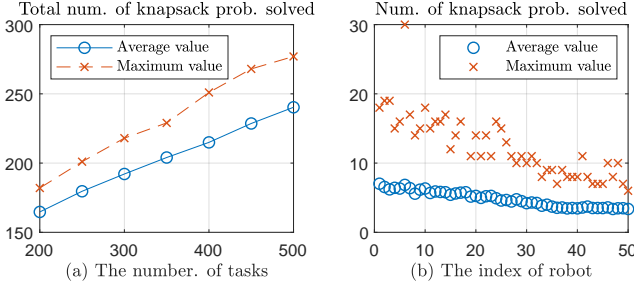 Total num. of knapsack prob. solved
300
250
200
150
Average value
Maximum value
200
300
400
500
(a) The number. of tasks
Num. of knapsack prob. solved
30
20
10
0
Average value
Maximum value
0
10
20
30
40
50
(b) The index of robot